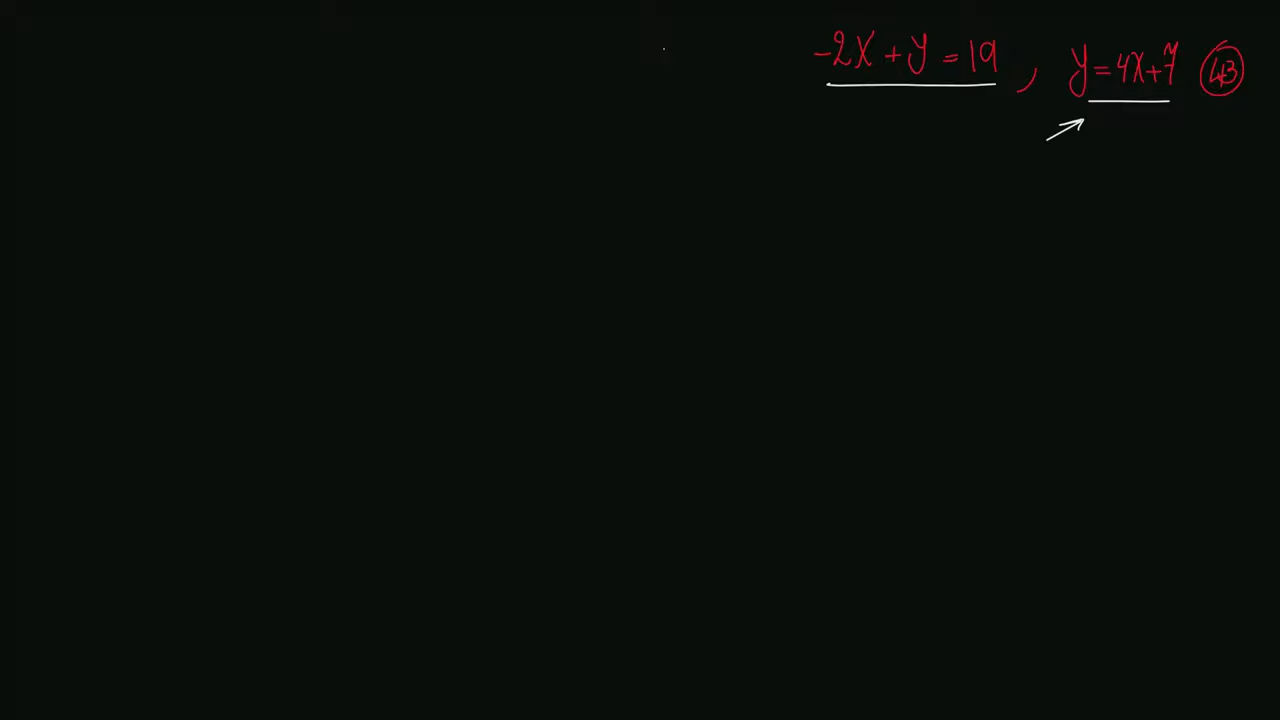 -2x + y = 19 , y = 4x + 7 43